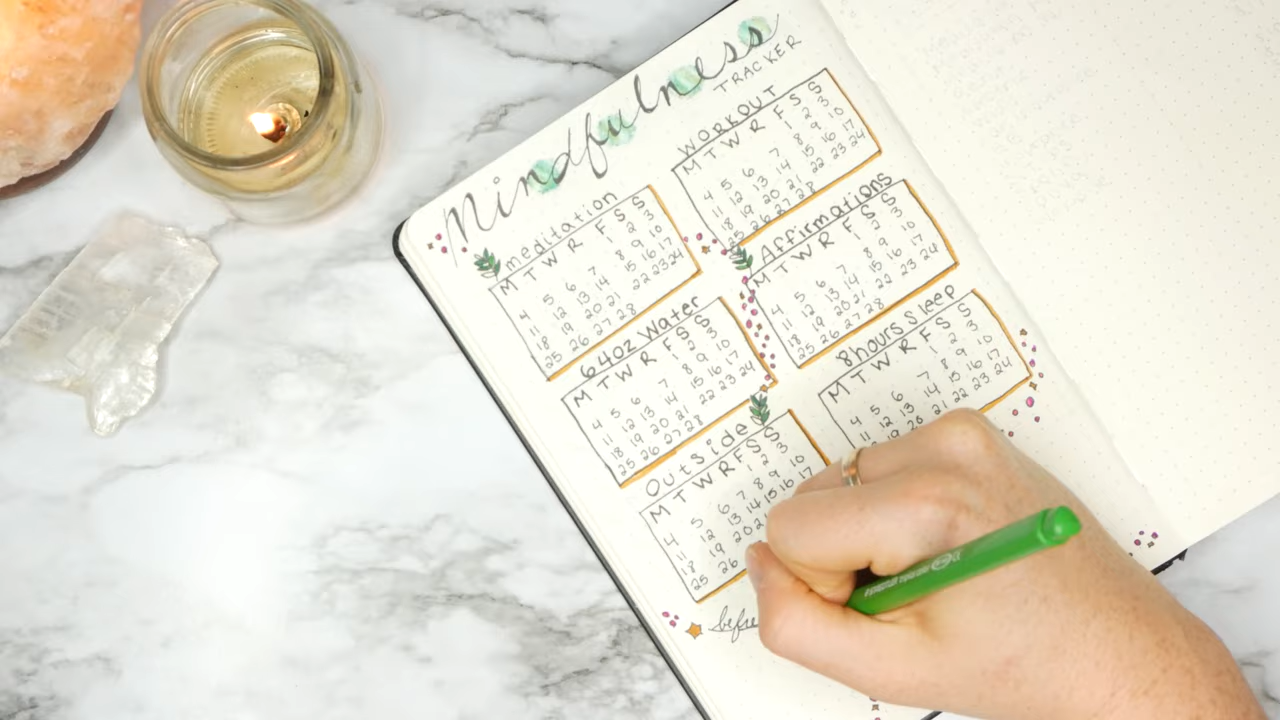 Mindfulness
TRACKER
meditation
M T W R F S S
1 2 3
4 5 6 7 8 9 10
11 12 13 14 15 16 17
18 19 20 21 22 23 24
25 26 27 28
WORKOUT
M T W R F S S
1 2 3
4 5 6 7 8 9 10
11 12 13 14 15 16 17
18 19 20 21 22 23 24
25 26 27 28
64oz Water
M T W R F S S
1 2 3
4 5 6 7 8 9 10
11 12 13 14 15 16 17
18 19 20 21 22 23 24
25 26 27 28
Affirmations
M T W R F S S
1 2 3
4 5 6 7 8 9 10
11 12 13 14 15 16 17
18 19 20 21 22 23 24
25 26 27 28
Outside
M T W R F S S
1 2 3
4 5 6 7 8 9 10
11 12 13 14 15 16 17
18 19 20
25 26
8hours Sleep
M T W R F S S
1 2 3
4 5 6 7 8 9 10
11 12 13 14 15 16 17
19 20 21 22 23 24